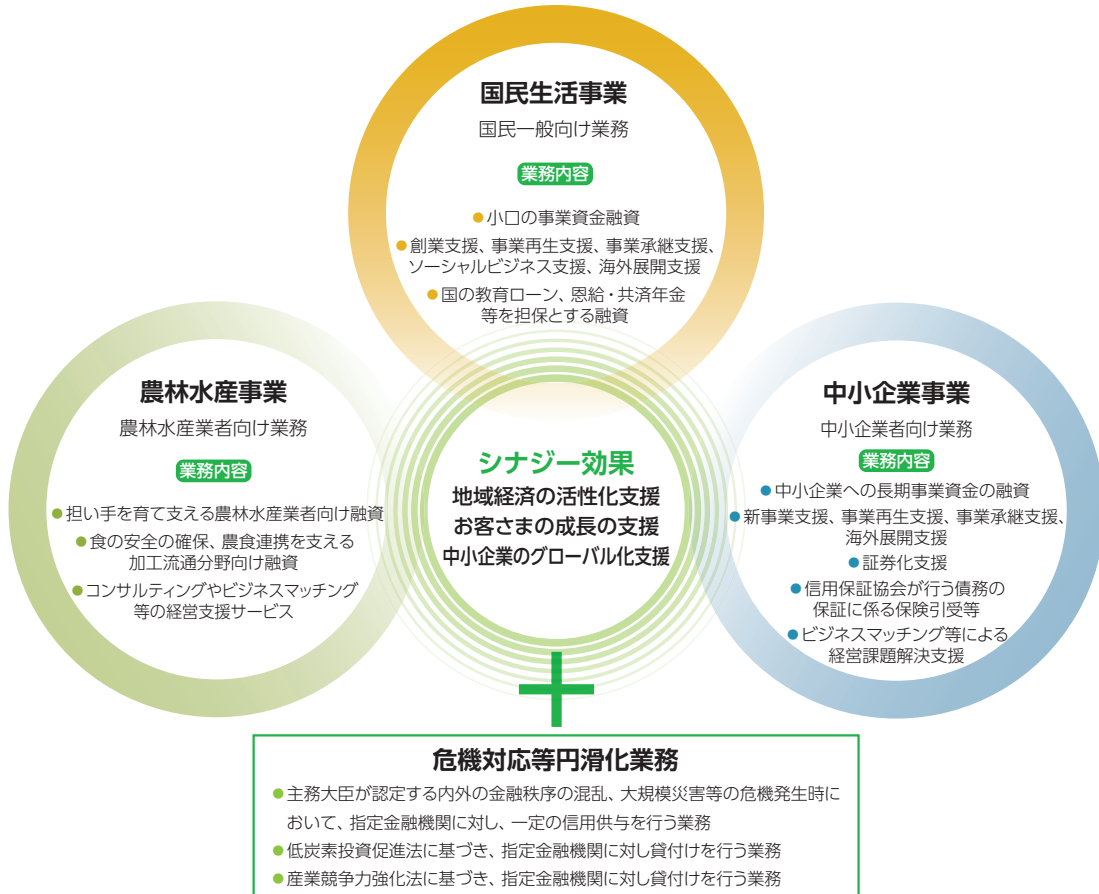 国民生活事業
国民一般向け業務
業務内容
●小口の事業資金融資
●創業支援、事業再生支援、事業承継支援、
ソーシャルビジネス支援、海外展開支援
●国の教育ローン、恩給・共済年金
等を担保とする融資
農林水産事業
農林水産業者向け業務
業務内容
●担い手を育て支える農林水産業者向け融資
●食の安全の確保、農食連携を支える
加工流通分野向け融資
●コンサルティングやビジネスマッチング
等の経営支援サービス
シナジー効果
地域経済の活性化支援
お客さまの成長の支援
中小企業のグローバル化支援
中小企業事業
中小企業者向け業務
業務内容
●中小企業への長期事業資金の融資
●新事業支援、事業再生支援、事業承継支援、
海外展開支援
●証券化支援
●信用保証協会が行う債務の
保証に係る保険引受等
●ビジネスマッチング等による
経営課題解決支援
危機対応等円滑化業務
●主務大臣が認定する内外の金融秩序の混乱、大規模災害等の危機発生時に
おいて、指定金融機関に対し、一定の信用供与を行う業務
●低炭素投資促進法に基づき、指定金融機関に対し貸付けを行う業務
●産業競争力強化法に基づき、指定金融機関に対し貸付けを行う業務